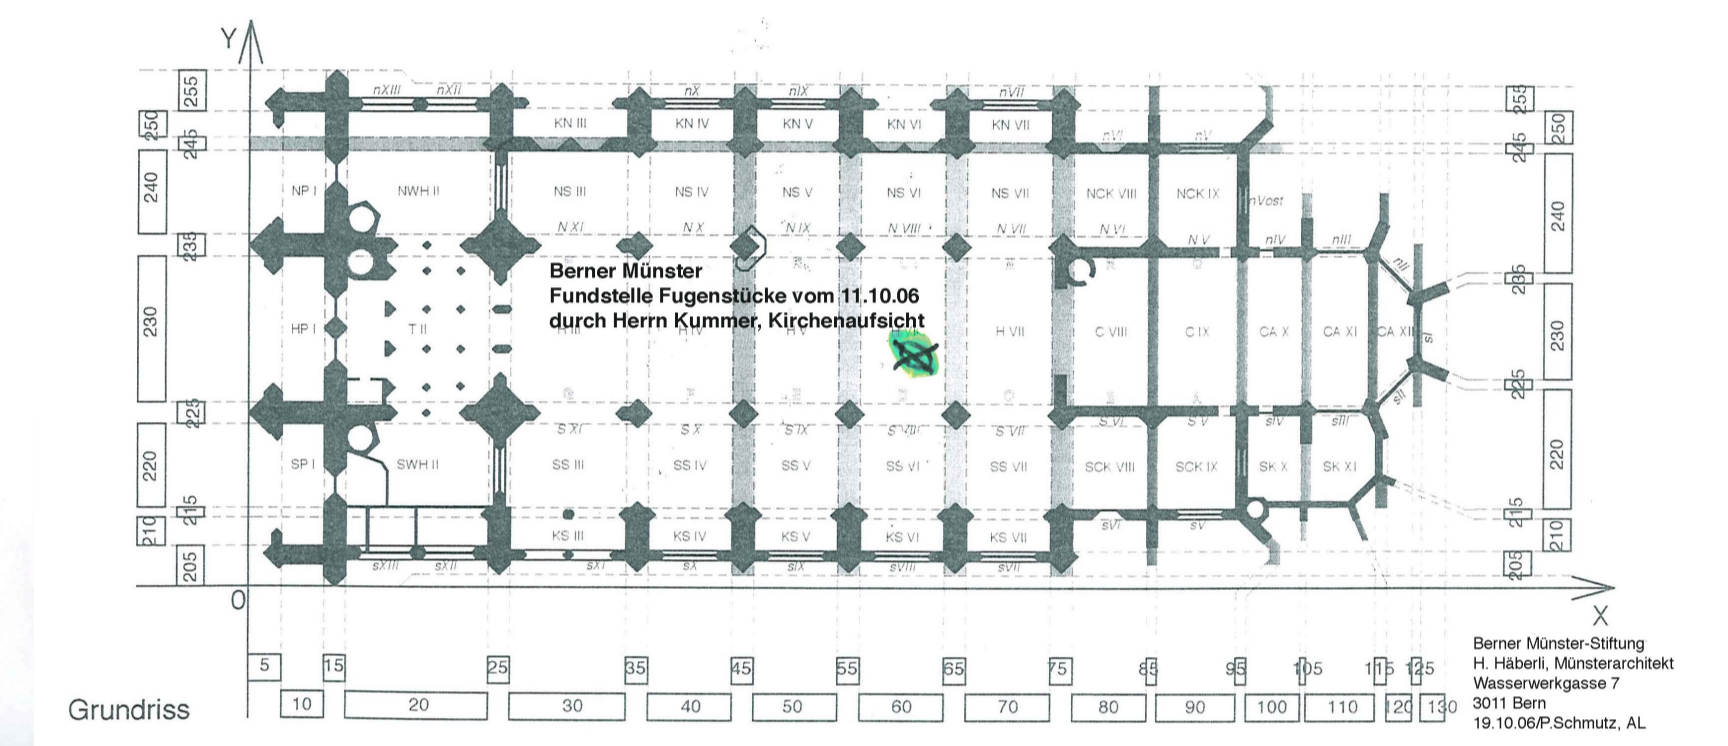 Y
nXIII nXII nX nIX nVII
255 255
250 KN III KN IV KN V KN VI KN VII nVI nV 250
245 245
240 NP I NWH II NS III NS IV NS V NS VI NS VII NCK VIII NCK IX nVost 240
235 N XI N X N IX N VIII N VII N VI N V nIV nIII nII 235
Berner Münster
Fundstelle Fugenstücke vom 11.10.06
durch Herrn Kummer, Kirchenaufsicht
230 HP I T II H VII C VIII C IX CA X CA XI CA XII sI 230
225 225
S XI S X S IX S VIII S VII S VI S V sIV sIII sII
220 SP I SWH II SS III SS IV SS V SS VI SS VII SCK VIII SCK IX SK X SK XI 220
215 215
210 KS III KS IV KS V KS VI KS VII sVI sV 210
205 sXIII sXII sXI sX sIX sVIII sVII 205
0
X
5 15 25 35 45 55 65 75 85 95 105 115 125
Grundriss 10 20 30 40 50 60 70 80 90 100 110 120 130
Berner Münster-Stiftung
H. Häberli, Münsterarchitekt
Wasserwerkgasse 7
3011 Bern
19.10.06/P.Schmutz, AL